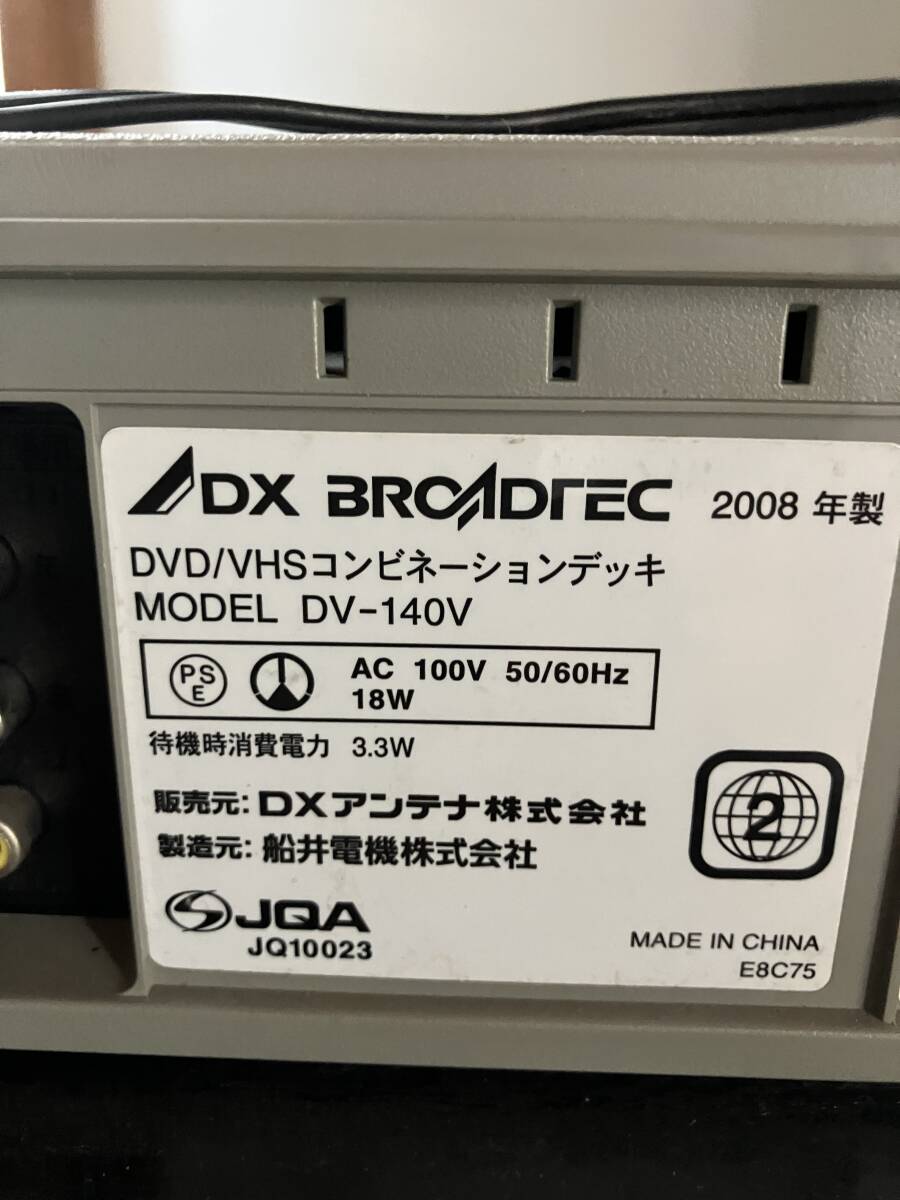 DX BROADTEC 2008 年製
DVD/VHSコンビネーションデッキ
MODEL DV-140V
PSE AC 100V 50/60Hz
18W
待機時消費電力 3.3W
販売元: DXアンテナ株式会社
製造元: 船井電機株式会社
2
JQA
JQ10023
MADE IN CHINA
E8C75